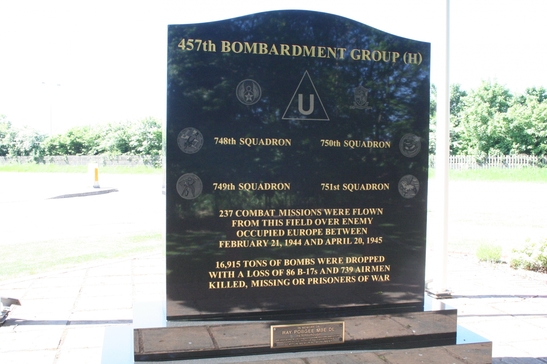 457th BOMBARDMENT GROUP (H)
U
748th SQUADRON 750th SQUADRON
749th SQUADRON 751st SQUADRON
237 COMBAT MISSIONS WERE FLOWN
FROM THIS FIELD OVER ENEMY
OCCUPIED EUROPE BETWEEN
FEBRUARY 21, 1944 AND APRIL 20, 1945
16,915 TONS OF BOMBS WERE DROPPED
WITH A LOSS OF 86 B-17s AND 739 AIRMEN
KILLED, MISSING OR PRISONERS OF WAR
RAY